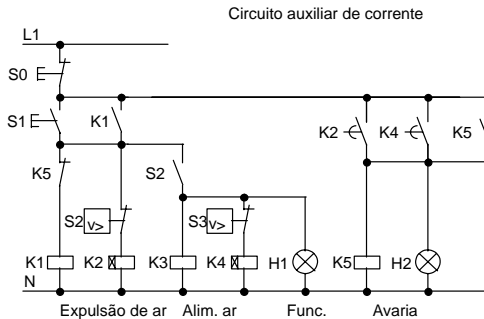 Circuito auxiliar de corrente
L1
S0
S1 K1 K2 K4 K5
K5 S2
S2 v> S3 v>
K1 K2 K3 K4 H1 K5 H2
N
Expulsão de ar Alim. ar Func. Avaria